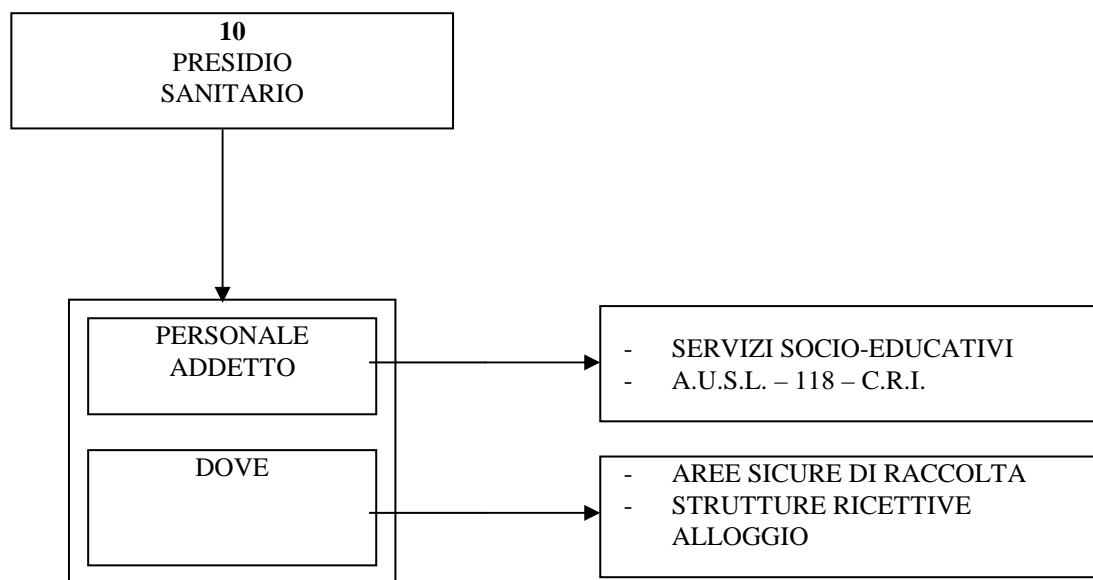 10
PRESIDIO
SANITARIO
PERSONALE
ADDETTO
- SERVIZI SOCIO-EDUCATIVI
- A.U.S.L. – 118 – C.R.I.
DOVE
- AREE SICURE DI RACCOLTA
- STRUTTURE RICETTIVE
ALLOGGIO